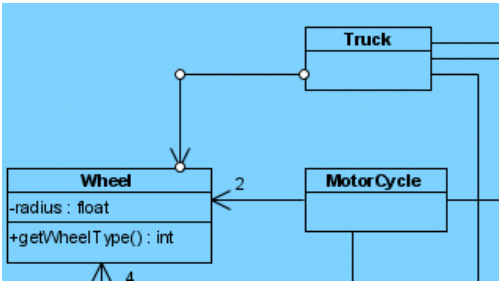 Truck
Wheel
-radius : float
+getWheelType() : int
2
MotorCycle
4